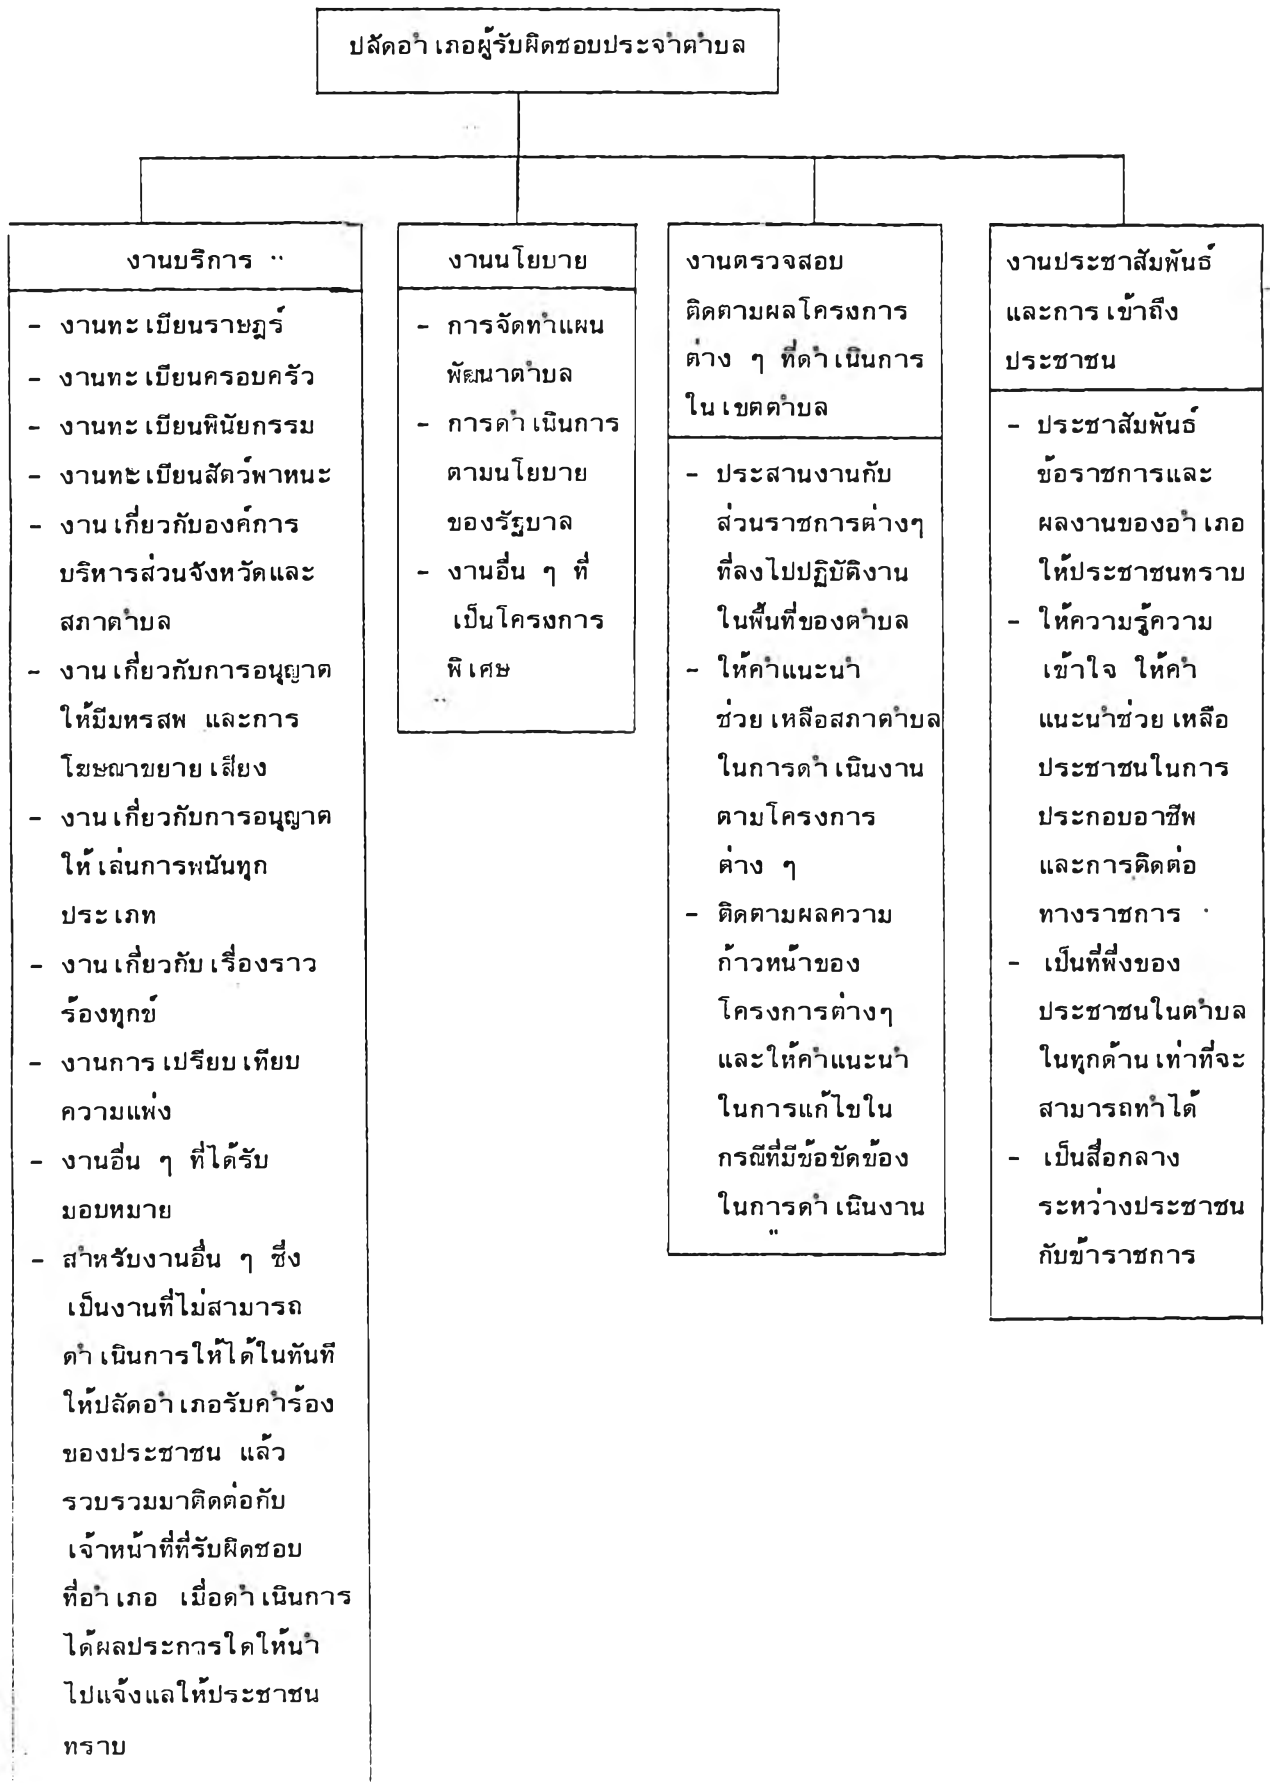 ปลัดอำเภอผู้รับผิดชอบประจำตำบล
งานบริการ
- งานทะเบียนราษฎร์
- งานทะเบียนครอบครัว
- งานทะเบียนพินัยกรรม
- งานทะเบียนสัตว์พาหนะ
- งานเกี่ยวกับองค์การ
บริหารส่วนจังหวัดและ
สภาตำบล
- งานเกี่ยวกับการอนุญาต
ให้มีมหรสพ และการ
โฆษณาขยายเสียง
- งานเกี่ยวกับการอนุญาต
ให้เล่นการพนันทุก
ประเภท
- งานเกี่ยวกับเรื่องราว
ร้องทุกข์
- งานการเปรียบเทียบ
ความแพ่ง
- งานอื่น ๆ ที่ได้รับ
มอบหมาย
- สำหรับงานอื่น ๆ ซึ่ง
เป็นงานที่ไม่สามารถ
ดำเนินการให้ได้ในทันที
ให้ปลัดอำเภอรับคำร้อง
ของประชาชน แล้ว
รวบรวมมาติดต่อกับ
เจ้าหน้าที่ที่รับผิดชอบ
ที่อำเภอ เมื่อดำเนินการ
ได้ผลประการใดให้นำ
ไปแจ้งแลให้ประชาชน
ทราบ
งานนโยบาย
- การจัดทำแผน
พัฒนาตำบล
- การดำเนินการ
ตามนโยบาย
ของรัฐบาล
- งานอื่น ๆ ที่
เป็นโครงการ
พิเศษ
งานตรวจสอบ
ติดตามผลโครงการ
ต่าง ๆ ที่ดำเนินการ
ในเขตตำบล
- ประสานงานกับ
ส่วนราชการต่างๆ
ที่ลงไปปฏิบัติงาน
ในพื้นที่ของตำบล
- ให้คำแนะนำ
ช่วยเหลือสภาตำบล
ในการดำเนินงาน
ตามโครงการ
ต่าง ๆ
- ติดตามผลความ
ก้าวหน้าของ
โครงการต่างๆ
และให้คำแนะนำ
ในการแก้ไขใน
กรณีที่มีข้อขัดข้อง
ในการดำเนินงาน
งานประชาสัมพันธ์
และการเข้าถึง
ประชาชน
- ประชาสัมพันธ์
ข้อราชการและ
ผลงานของอำเภอ
ให้ประชาชนทราบ
- ให้ความรู้ความ
เข้าใจ ให้คำ
แนะนำช่วยเหลือ
ประชาชนในการ
ประกอบอาชีพ
และการติดต่อ
ทางราชการ
- เป็นที่พึ่งของ
ประชาชนในตำบล
ในทุกด้านเท่าที่จะ
สามารถทำได้
- เป็นสื่อกลาง
ระหว่างประชาชน
กับข้าราชการ